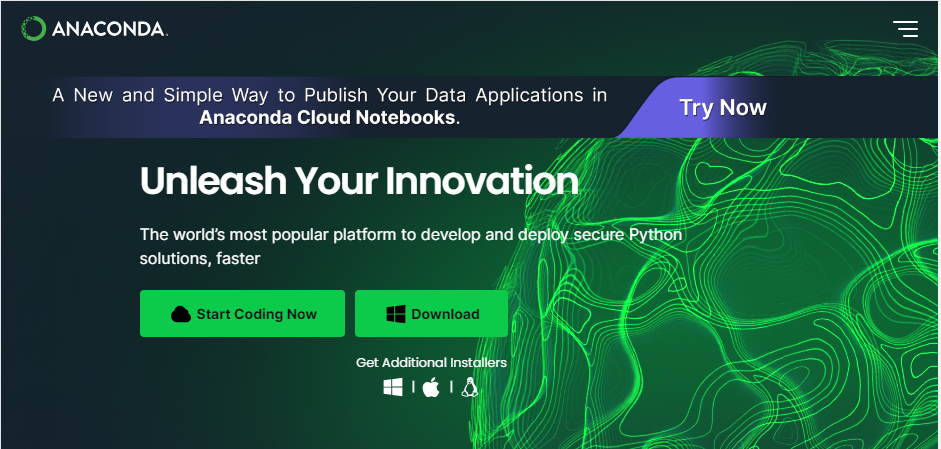 ANACONDA.
A New and Simple Way to Publish Your Data Applications in
Anaconda Cloud Notebooks.
Try Now
Unleash Your Innovation
The world’s most popular platform to develop and deploy secure Python
solutions, faster
Start Coding Now
Download
Get Additional Installers
| |